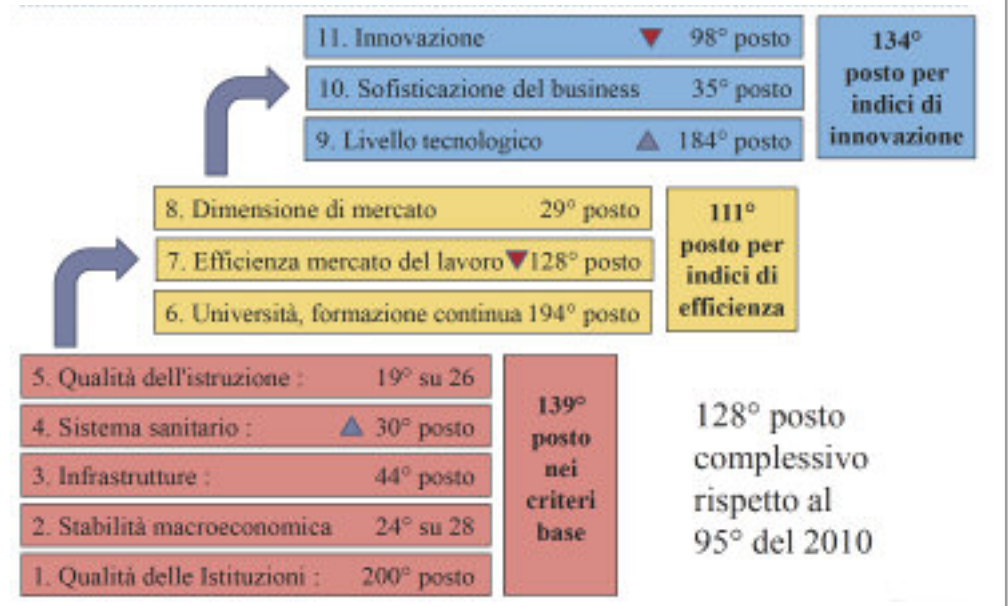 11. Innovazione 98° posto
10. Sofisticazione del business 35° posto
9. Livello tecnologico 184° posto
134°
posto per
indici di
innovazione
8. Dimensione di mercato 29° posto
7. Efficienza mercato del lavoro 128° posto
6. Università, formazione continua 194° posto
111°
posto per
indici di
efficienza
5. Qualità dell'istruzione : 19° su 26
4. Sistema sanitario : 30° posto
3. Infrastrutture : 44° posto
2. Stabilità macroeconomica 24° su 28
1. Qualità delle Istituzioni : 200° posto
139°
posto
nei
criteri
base
128° posto
complessivo
rispetto al
95° del 2010